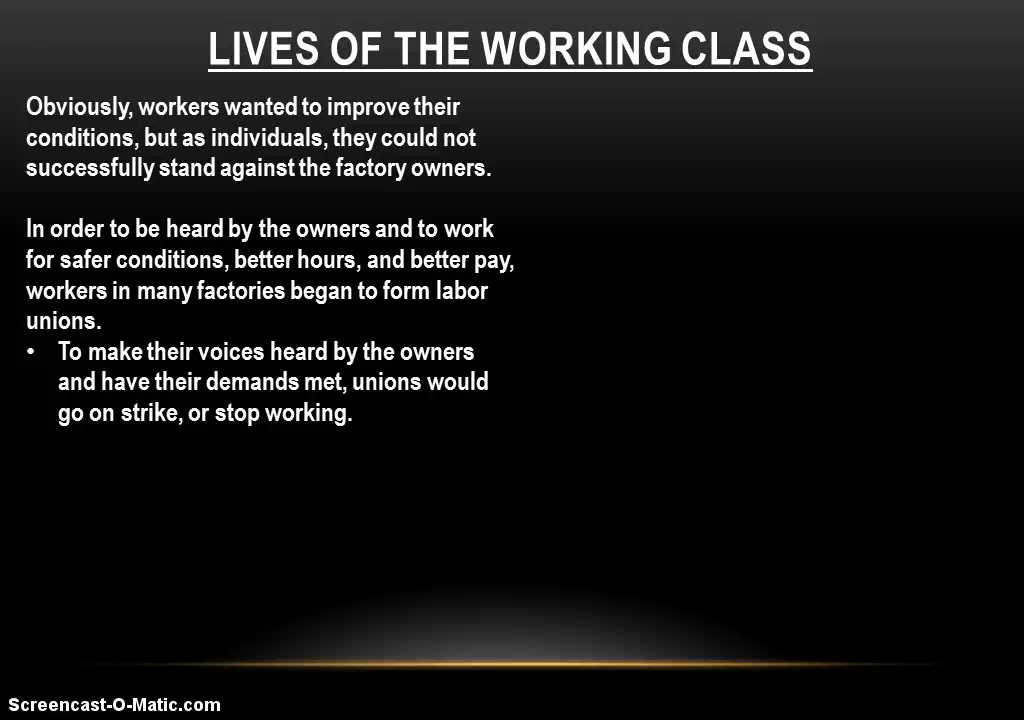 LIVES OF THE WORKING CLASS
Obviously, workers wanted to improve their
conditions, but as individuals, they could not
successfully stand against the factory owners.
In order to be heard by the owners and to work
for safer conditions, better hours, and better pay,
workers in many factories began to form labor
unions.
• To make their voices heard by the owners
and have their demands met, unions would
go on strike, or stop working.
Screencast-O-Matic.com